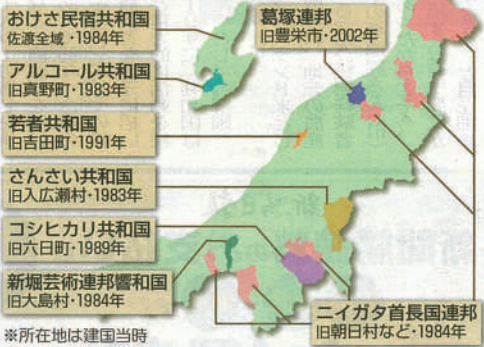 おけさ民宿共和国
佐渡全域・1984年
アルコール共和国
旧真野町・1983年
若者共和国
旧吉田町・1991年
さんさい共和国
旧入広瀬村・1983年
コシヒカリ共和国
旧六日町・1989年
新堀芸術連邦響和国
旧大島村・1984年
※所在地は建国当時
葛塚連邦
旧豊栄市・2002年
ニイガタ首長国連邦
旧朝日村など・1984年